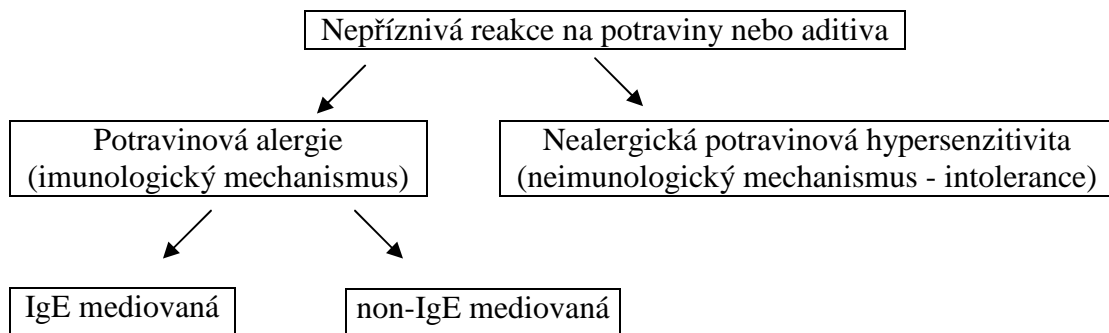 Nepříznivá reakce na potraviny nebo aditiva
Potravinová alergie
(imunologický mechanismus)
Nealergická potravinová hypersenzitivita
(neimunologický mechanismus - intolerance)
IgE mediovaná
non-IgE mediovaná